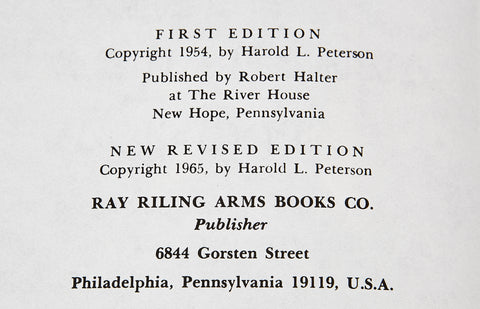 FIRST EDITION
Copyright 1954, by Harold L. Peterson
Published by Robert Halter
at The River House
New Hope, Pennsylvania
NEW REVISED EDITION
Copyright 1965, by Harold L. Peterson
RAY RILING ARMS BOOKS CO.
Publisher
6844 Gorsten Street
Philadelphia, Pennsylvania 19119, U.S.A.